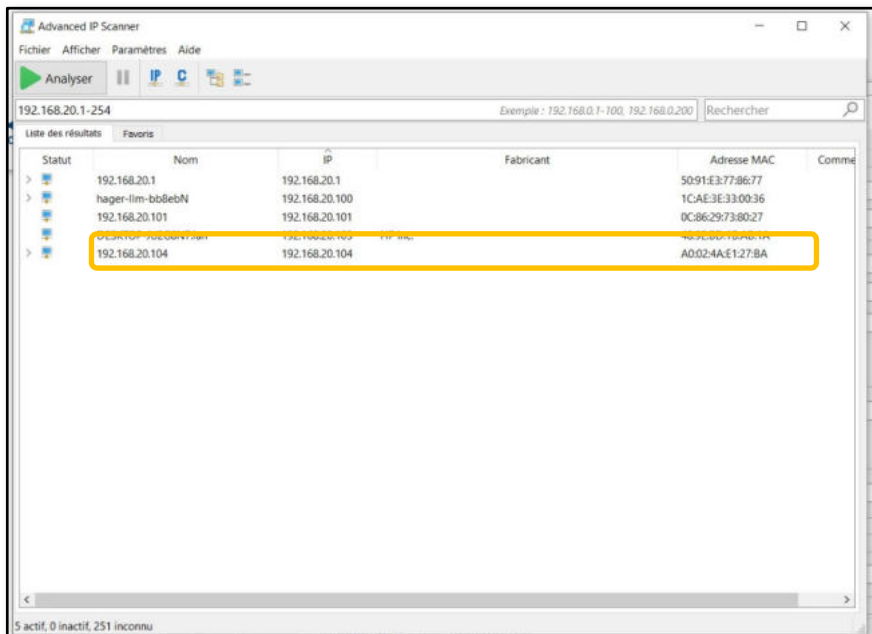 Advanced IP Scanner
Fichier Afficher Paramètres Aide
Analyser IP C
192.168.20.1-254 Exemple : 192.168.0.1-100, 192.168.0.200 Rechercher
Liste des résultats Favoris
Statut Nom IP Fabricant Adresse MAC Comme
192.168.20.1 192.168.20.1 50:91:E3:77:86:77
hager-llm-bb8ebN 192.168.20.100 1C:AE:3E:33:00:36
192.168.20.101 192.168.20.101 0C:86:29:73:80:27
HP Inc.
192.168.20.104 192.168.20.104 A0:02:4A:E1:27:BA
5 actif, 0 inactif, 251 inconnu